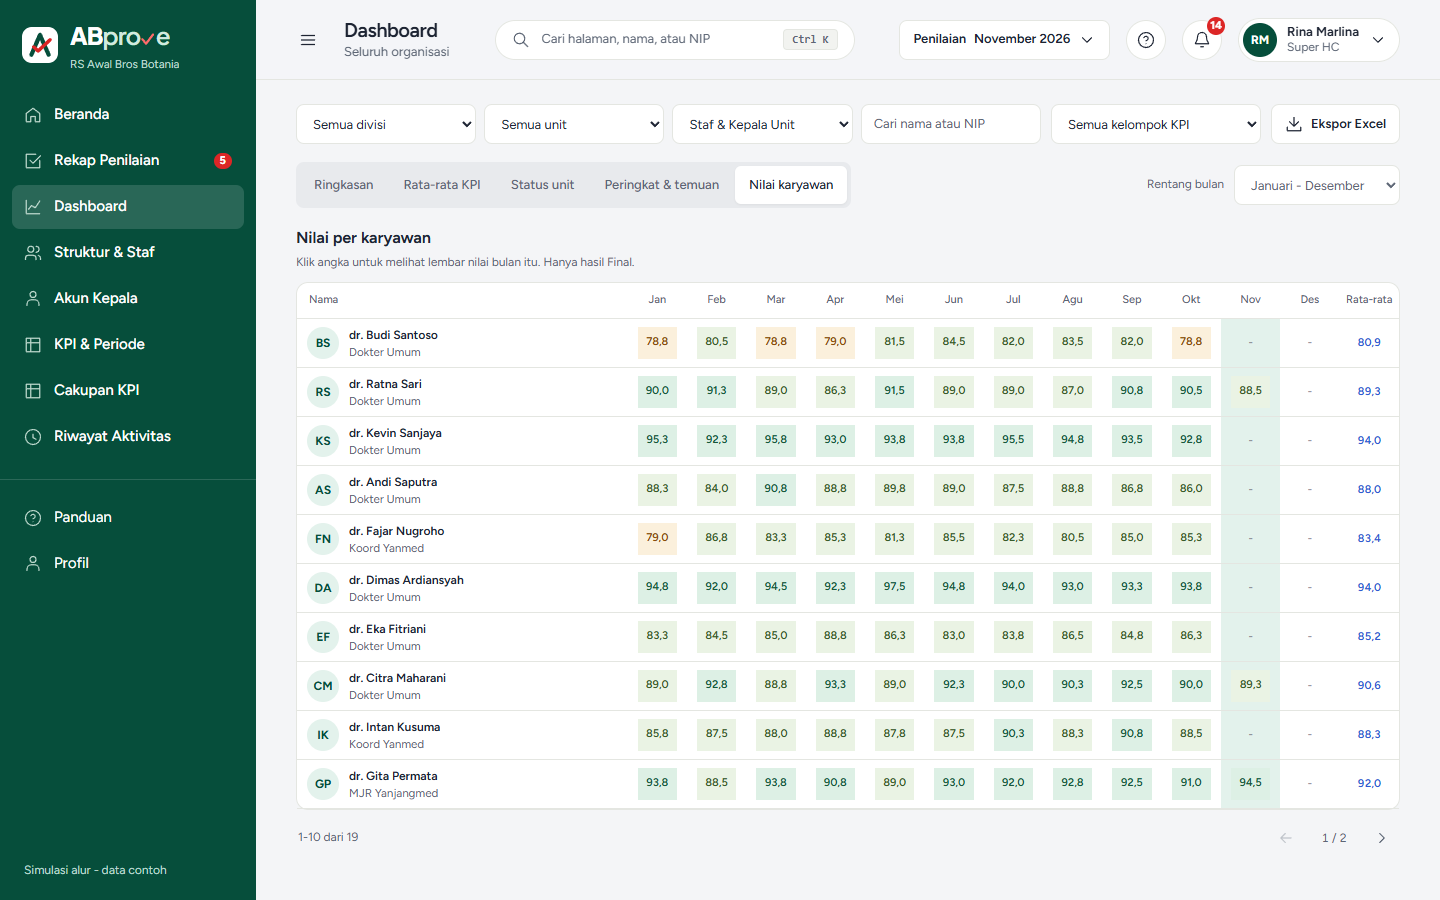 ABprove
RS Awal Bros Botania
Beranda
Rekap Penilaian 5
Dashboard
Struktur & Staf
Akun Kepala
KPI & Periode
Cakupan KPI
Riwayat Aktivitas
Panduan
Profil
Simulasi alur - data contoh
Dashboard
Seluruh organisasi
Cari halaman, nama, atau NIP Ctrl K
Penilaian November 2026
14
RM
Rina Marlina
Super HC
Semua divisi
Semua unit
Staf & Kepala Unit
Cari nama atau NIP
Semua kelompok KPI
Ekspor Excel
Ringkasan
Rata-rata KPI
Status unit
Peringkat & temuan
Nilai karyawan
Rentang bulan
Januari - Desember
Nilai per karyawan
Klik angka untuk melihat lembar nilai bulan itu. Hanya hasil Final.
Nama Jan Feb Mar Apr Mei Jun Jul Agu Sep Okt Nov Des Rata-rata
BS dr. Budi Santoso 78,8 80,5 78,8 79,0 81,5 84,5 82,0 83,5 82,0 78,8 - - 80,9
Dokter Umum
RS dr. Ratna Sari 90,0 91,3 89,0 86,3 91,5 89,0 89,0 87,0 90,8 90,5 88,5 - 89,3
Dokter Umum
KS dr. Kevin Sanjaya 95,3 92,3 95,8 93,0 93,8 93,8 95,5 94,8 93,5 92,8 - - 94,0
Dokter Umum
AS dr. Andi Saputra 88,3 84,0 90,8 88,8 89,8 89,0 87,5 88,8 86,8 86,0 - - 88,0
Dokter Umum
FN dr. Fajar Nugroho 79,0 86,8 83,3 85,3 81,3 85,5 82,3 80,5 85,0 85,3 - - 83,4
Koord Yanmed
DA dr. Dimas Ardiansyah 94,8 92,0 94,5 92,3 97,5 94,8 94,0 93,0 93,3 93,8 - - 94,0
Dokter Umum
EF dr. Eka Fitriani 83,3 84,5 85,0 88,8 86,3 83,0 83,8 86,5 84,8 86,3 - - 85,2
Dokter Umum
CM dr. Citra Maharani 89,0 92,8 88,8 93,3 89,0 92,3 90,0 90,3 92,5 90,0 89,3 - 90,6
Dokter Umum
IK dr. Intan Kusuma 85,8 87,5 88,0 88,8 87,8 87,5 90,3 88,3 90,8 88,5 - - 88,3
Koord Yanmed
GP dr. Gita Permata 93,8 88,5 93,8 90,8 89,0 93,0 92,0 92,8 92,5 91,0 94,5 - 92,0
MJR Yanjangmed
1-10 dari 19
1 / 2